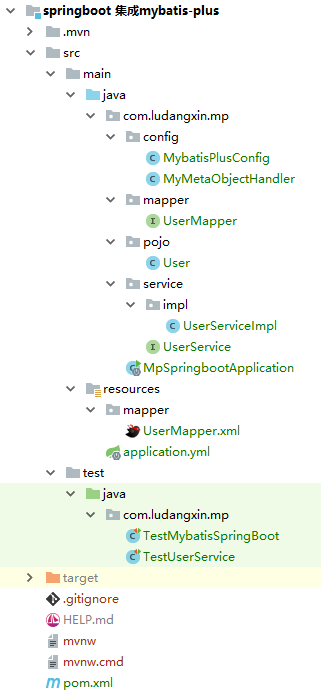 springboot 集成mybatis-plus
.mvn
src
main
java
com.ludangxin.mp
config
MybatisPlusConfig
MyMetaObjectHandler
mapper
UserMapper
pojo
User
service
impl
UserServiceImpl
UserService
MpSpringbootApplication
resources
mapper
UserMapper.xml
application.yml
test
java
com.ludangxin.mp
TestMybatisSpringBoot
TestUserService
target
.gitignore
HELP.md
mvnw
mvnw.cmd
pom.xml